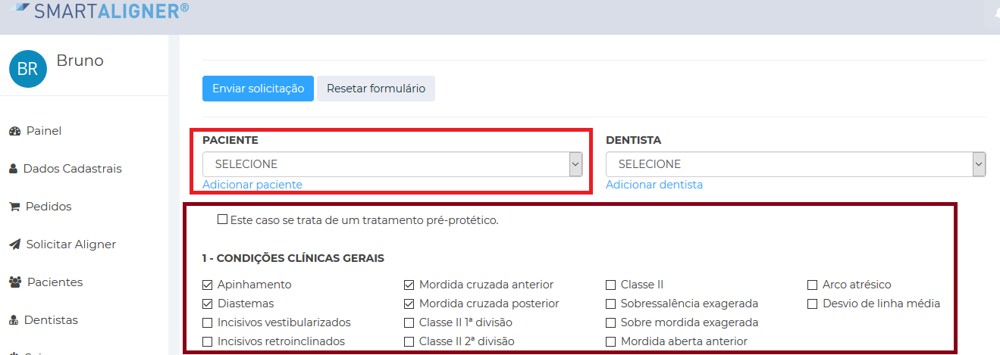 SMARTALIGNER®
BR
Bruno
Painel
Dados Cadastrais
Pedidos
Solicitar Aligner
Pacientes
Dentistas
Enviar solicitação
Resetar formulário
PACIENTE
SELECIONE
Adicionar paciente
DENTISTA
SELECIONE
Adicionar dentista
Este caso se trata de um tratamento pré-protético.
1 - CONDIÇÕES CLÍNICAS GERAIS
Apinhamento
Diastemas
Incisivos vestibularizados
Incisivos retroinclinados
Mordida cruzada anterior
Mordida cruzada posterior
Classe II 1ª divisão
Classe II 2ª divisão
Classe II
Sobressalência exagerada
Sobre mordida exagerada
Mordida aberta anterior
Arco atrésico
Desvio de linha média